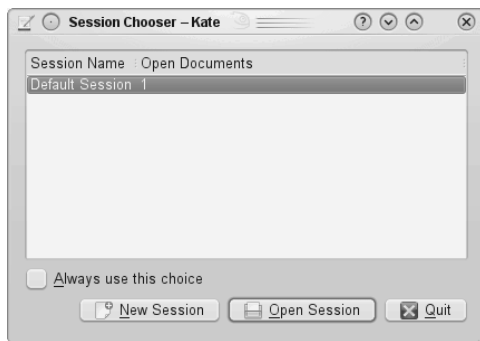 Session Chooser – Kate
Session Name Open Documents
Default Session 1
Always use this choice
New Session Open Session Quit